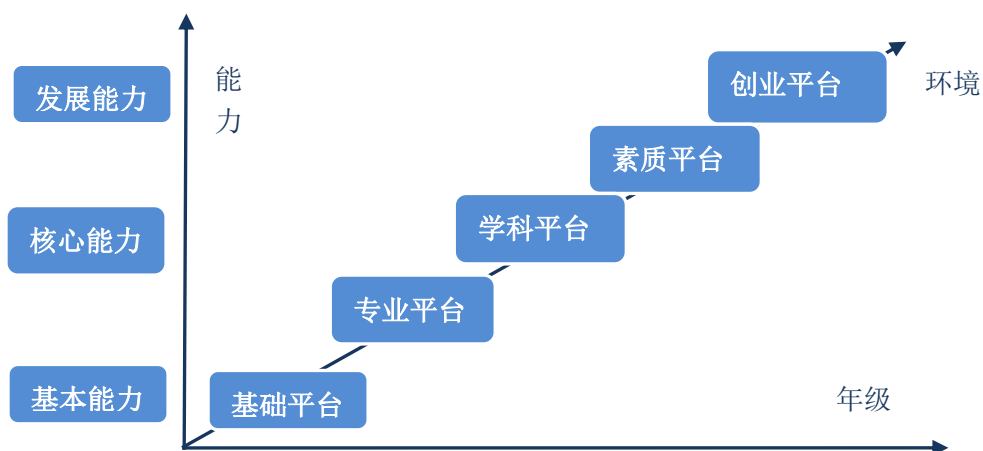 创业平台
环境
发展能力
能
力
素质平台
学科平台
核心能力
专业平台
基本能力
基础平台
年级